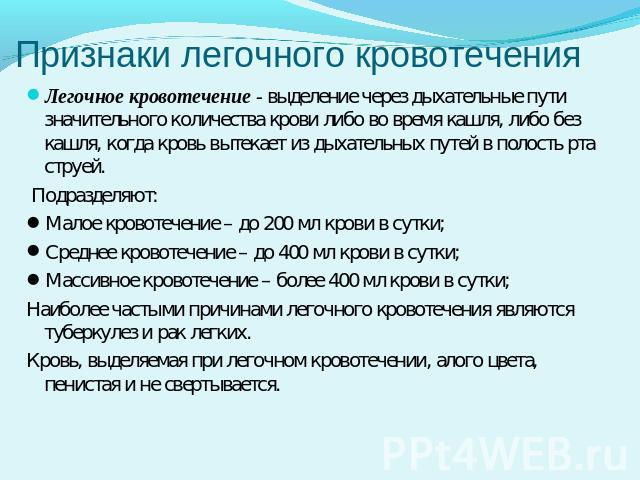 Признаки легочного кровотечения
Легочное кровотечение - выделение через дыхательные пути
значительного количества крови либо во время кашля, либо без
кашля, когда кровь вытекает из дыхательных путей в полость рта
струей.
Подразделяют:
Малое кровотечение – до 200 мл крови в сутки;
Среднее кровотечение – до 400 мл крови в сутки;
Массивное кровотечение – более 400 мл крови в сутки;
Наиболее частыми причинами легочного кровотечения являются
туберкулез и рак легких.
Кровь, выделяемая при легочном кровотечении, алого цвета,
пенистая и не свертывается.
PPt4WEB.ru